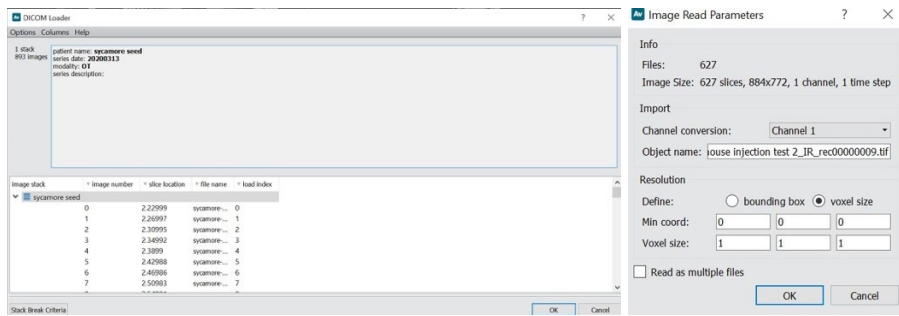 DICOM Loader
Options Columns Help
1 stack
893 images
patient name: sycamore seed
series date: 20200313
modality: OT
series description:
image stack image number slice location file name load index
sycamore seed
0 2.22999 sycamore-... 0
1 2.26997 sycamore-... 1
2 2.30995 sycamore-... 2
3 2.34992 sycamore-... 3
4 2.3899 sycamore-... 4
5 2.42988 sycamore-... 5
6 2.46986 sycamore-... 6
7 2.50983 sycamore-... 7
Stack Break Criteria OK Cancel
Av Image Read Parameters ? ×
Info
Files: 627
Image Size: 627 slices, 884x772, 1 channel, 1 time step
Import
Channel conversion: Channel 1
Object name: ouse injection test 2_IR_rec00000009.tif
Resolution
Define: bounding box voxel size
Min coord: 0 0 0
Voxel size: 1 1 1
Read as multiple files
OK Cancel